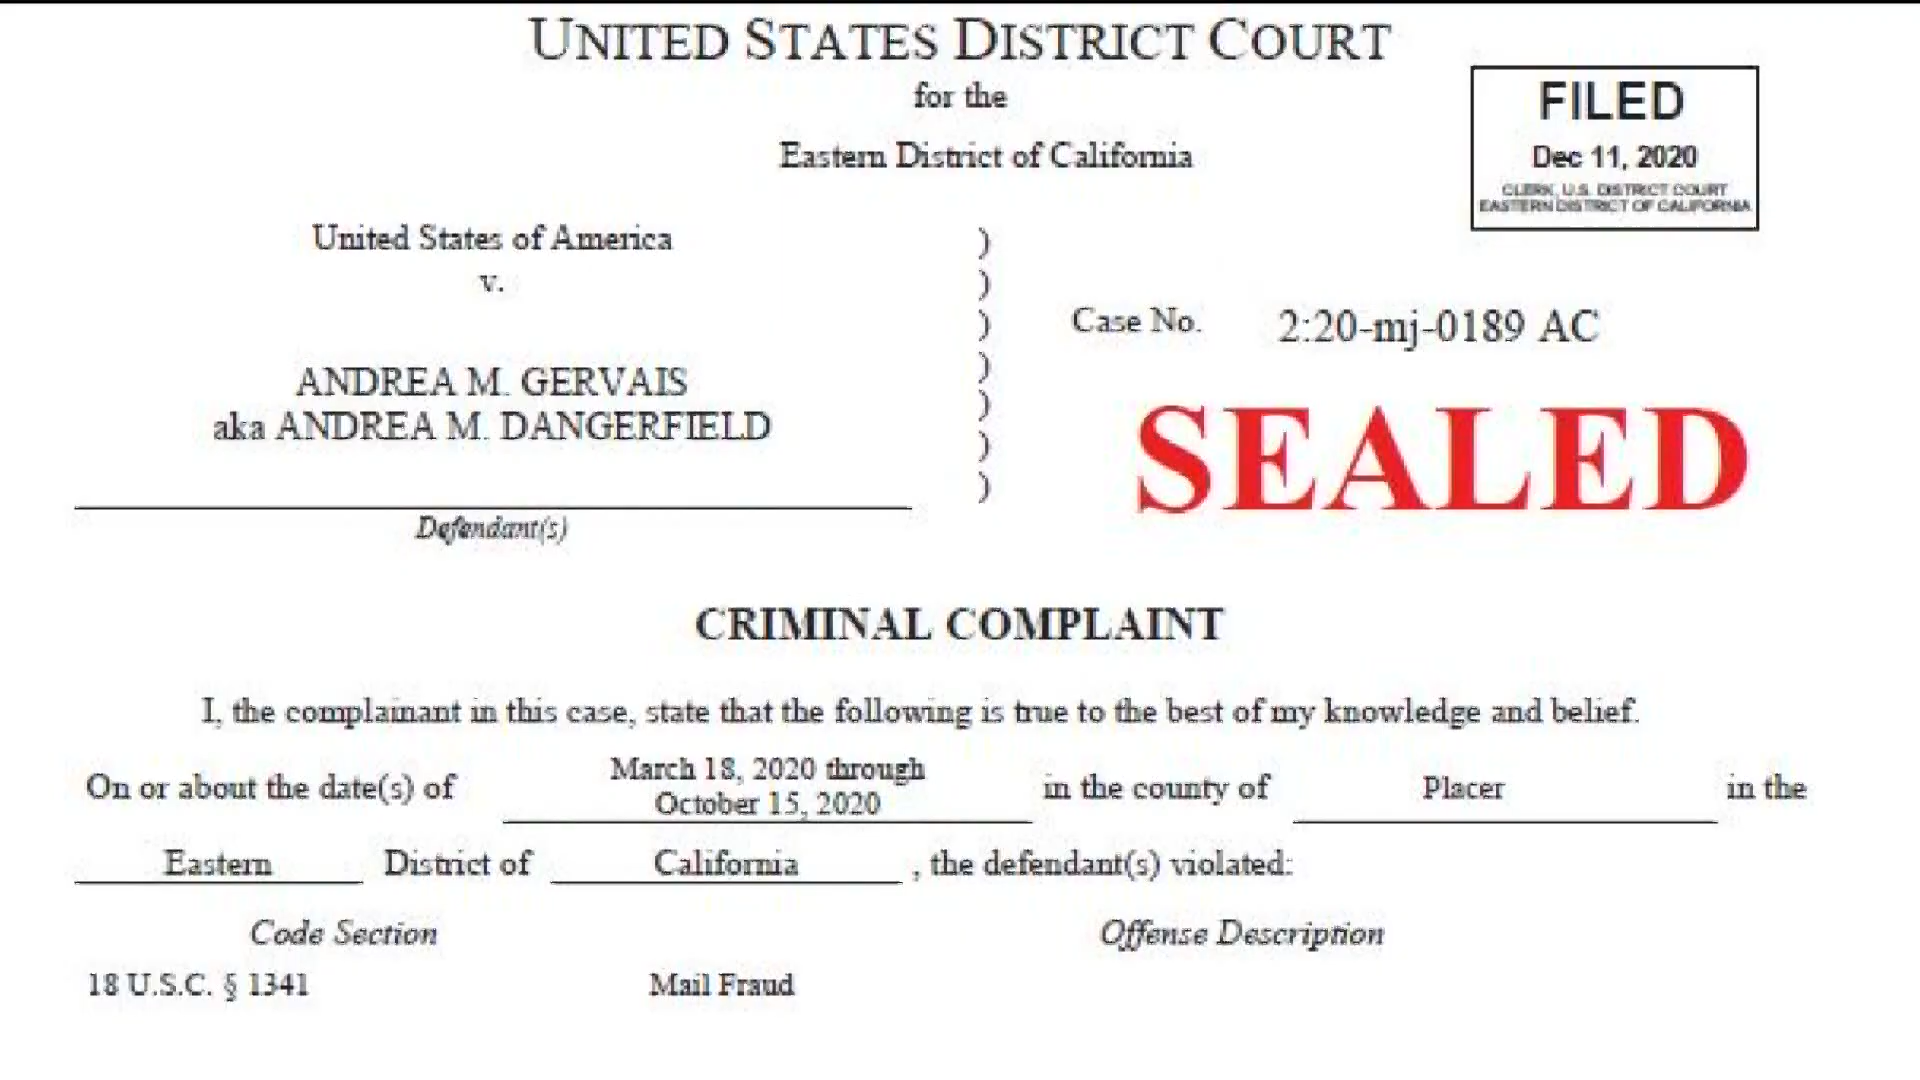 UNITED STATES DISTRICT COURT
for the
Eastern District of California
FILED
Dec 11, 2020
CLERK, U.S. DISTRICT COURT
EASTERN DISTRICT OF CALIFORNIA
United States of America
v.
ANDREA M. GERVAIS
aka ANDREA M. DANGERFIELD
Defendant(s)
)
)
)
)
)
)
)
Case No. 2:20-mj-0189 AC
SEALED
CRIMINAL COMPLAINT
I, the complainant in this case, state that the following is true to the best of my knowledge and belief.
On or about the date(s) of March 18, 2020 through October 15, 2020 in the county of Placer in the
Eastern District of California , the defendant(s) violated:
Code Section Offense Description
18 U.S.C. § 1341 Mail Fraud